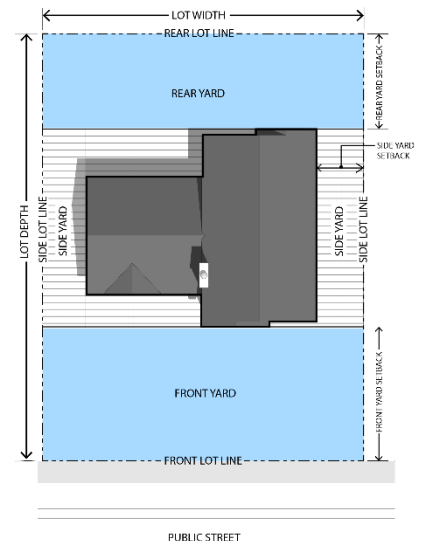 LOT WIDTH
REAR LOT LINE
REAR YARD SETBACK
REAR YARD
SIDE YARD
SETBACK
LOT DEPTH
SIDE LOT LINE
SIDE YARD
SIDE YARD
SIDE LOT LINE
FRONT YARD
FRONT YARD SETBACK
FRONT LOT LINE
PUBLIC STREET